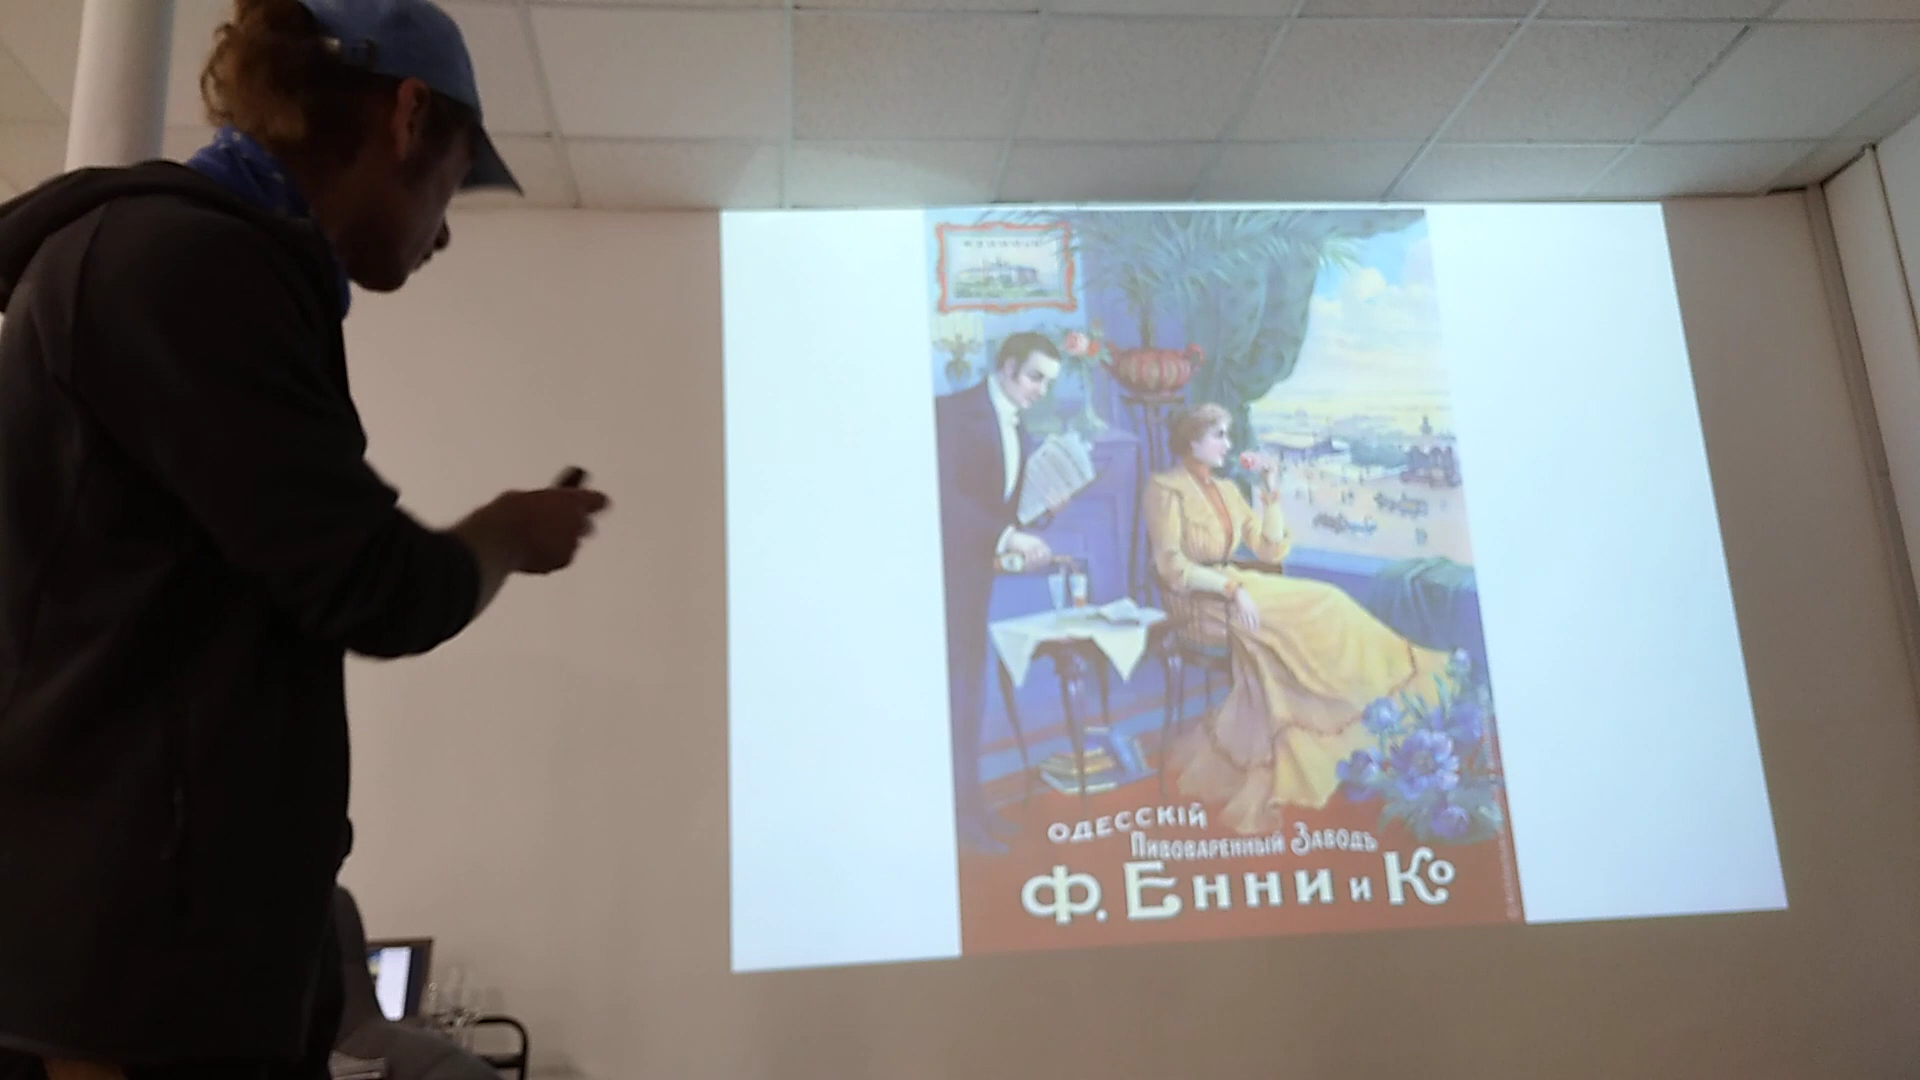 ОДЕССКІЙ
ПИВОВАРЕННЫЙ ЗАВОДЪ
Ф. ЕННИ и Ко